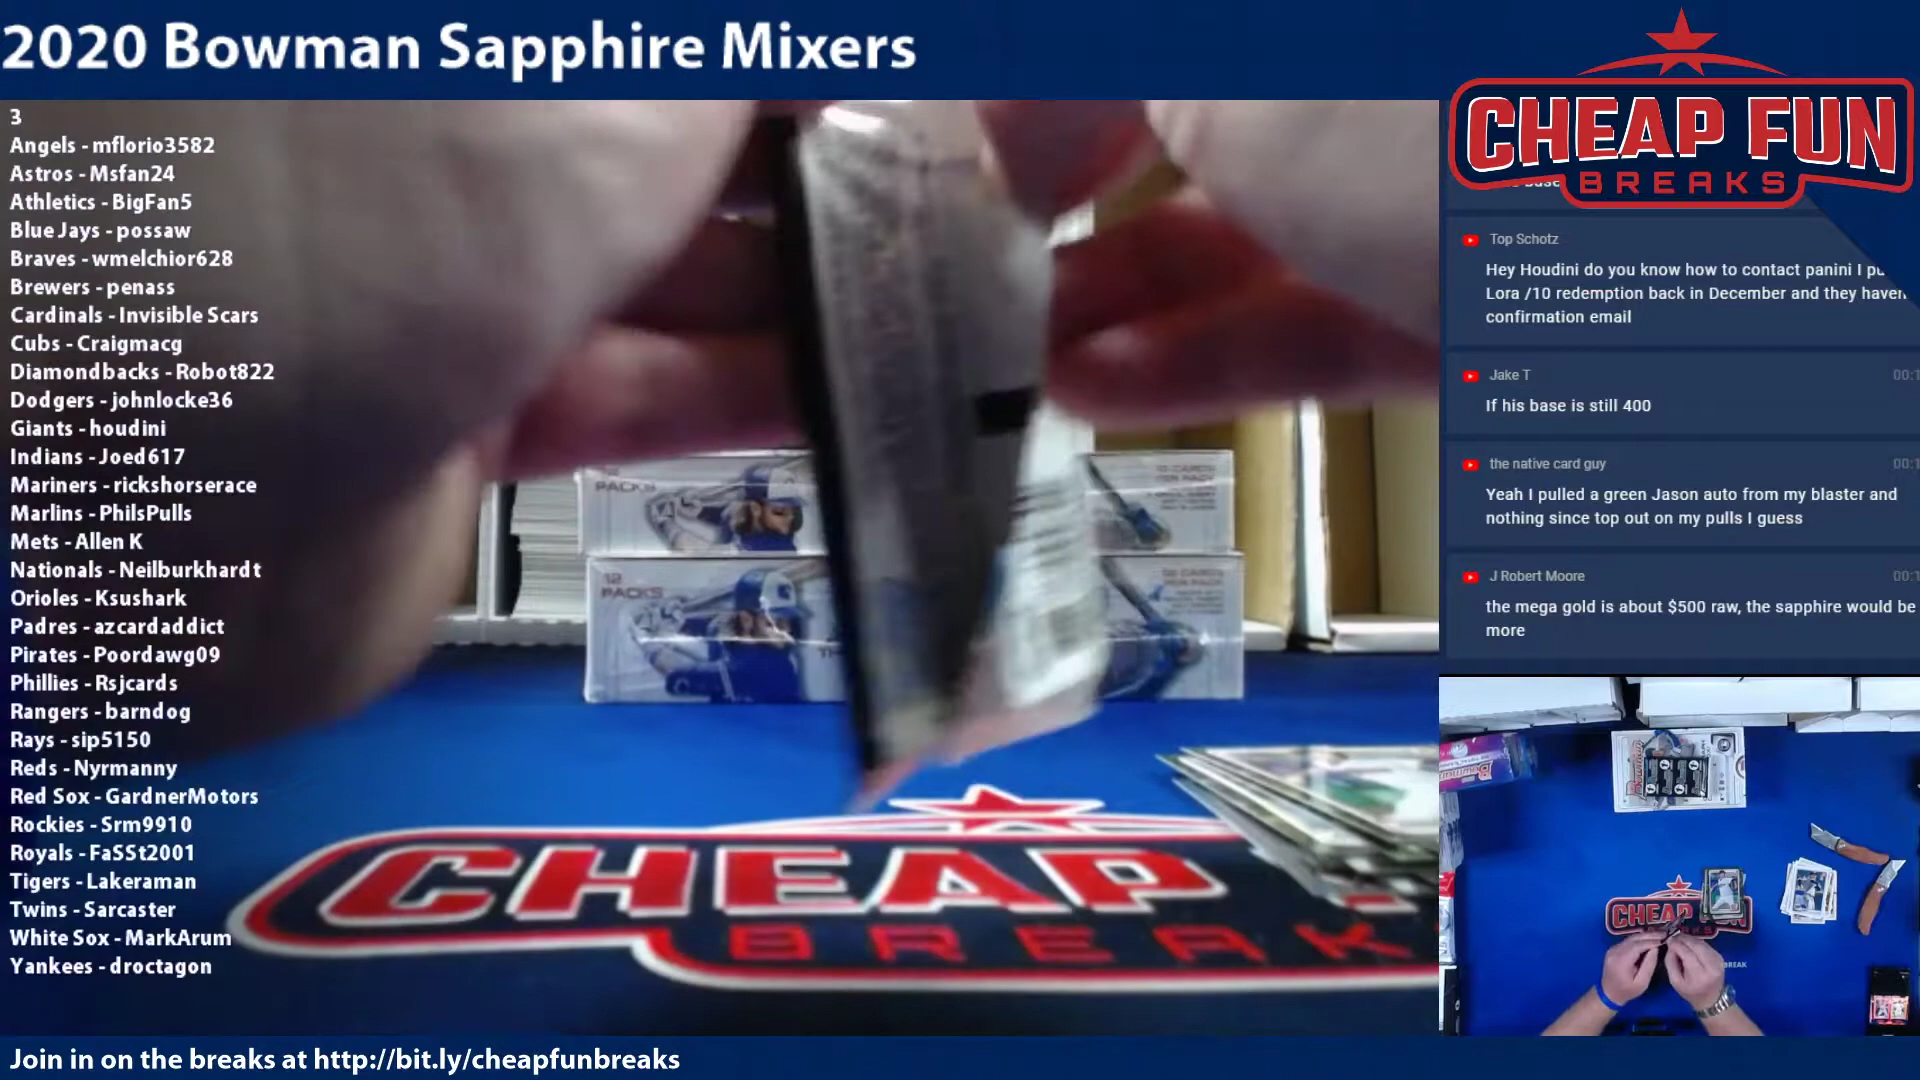 2020 Bowman Sapphire Mixers
3
Angels - mflorio3582
Astros - Msfan24
Athletics - BigFan5
Blue Jays - possaw
Braves - wmelchior628
Brewers - penass
Cardinals - Invisible Scars
Cubs - Craigmacg
Diamondbacks - Robot822
Dodgers - johnlocke36
Giants - houdini
Indians - Joed617
Mariners - rickshorserace
Marlins - PhilsPulls
Mets - Allen K
Nationals - Neilburkhardt
Orioles - Ksushark
Padres - azcardaddict
Pirates - Poordawg09
Phillies - Rsjcards
Rangers - barndog
Rays - sip5150
Reds - Nyrmanny
Red Sox - GardnerMotors
Rockies - Srm9910
Royals - FaSSt2001
Tigers - Lakeraman
Twins - Sarcaster
White Sox - MarkArum
Yankees - droctagon
PACKS
12
PACKS
CHEAP
BREAK
CHEAP FUN
BREAKS
Top Schotz
Hey Houdini do you know how to contact panini I
Lora /10 redemption back in December and they haven
confirmation email
Jake T
If his base is still 400
the native card guy
Yeah I pulled a green Jason auto from my blaster and
nothing since top out on my pulls I guess
J Robert Moore
the mega gold is about $500 raw, the sapphire would be
more
CHEAP
BREAK
Join in on the breaks at http://bit.ly/cheapfunbreaks